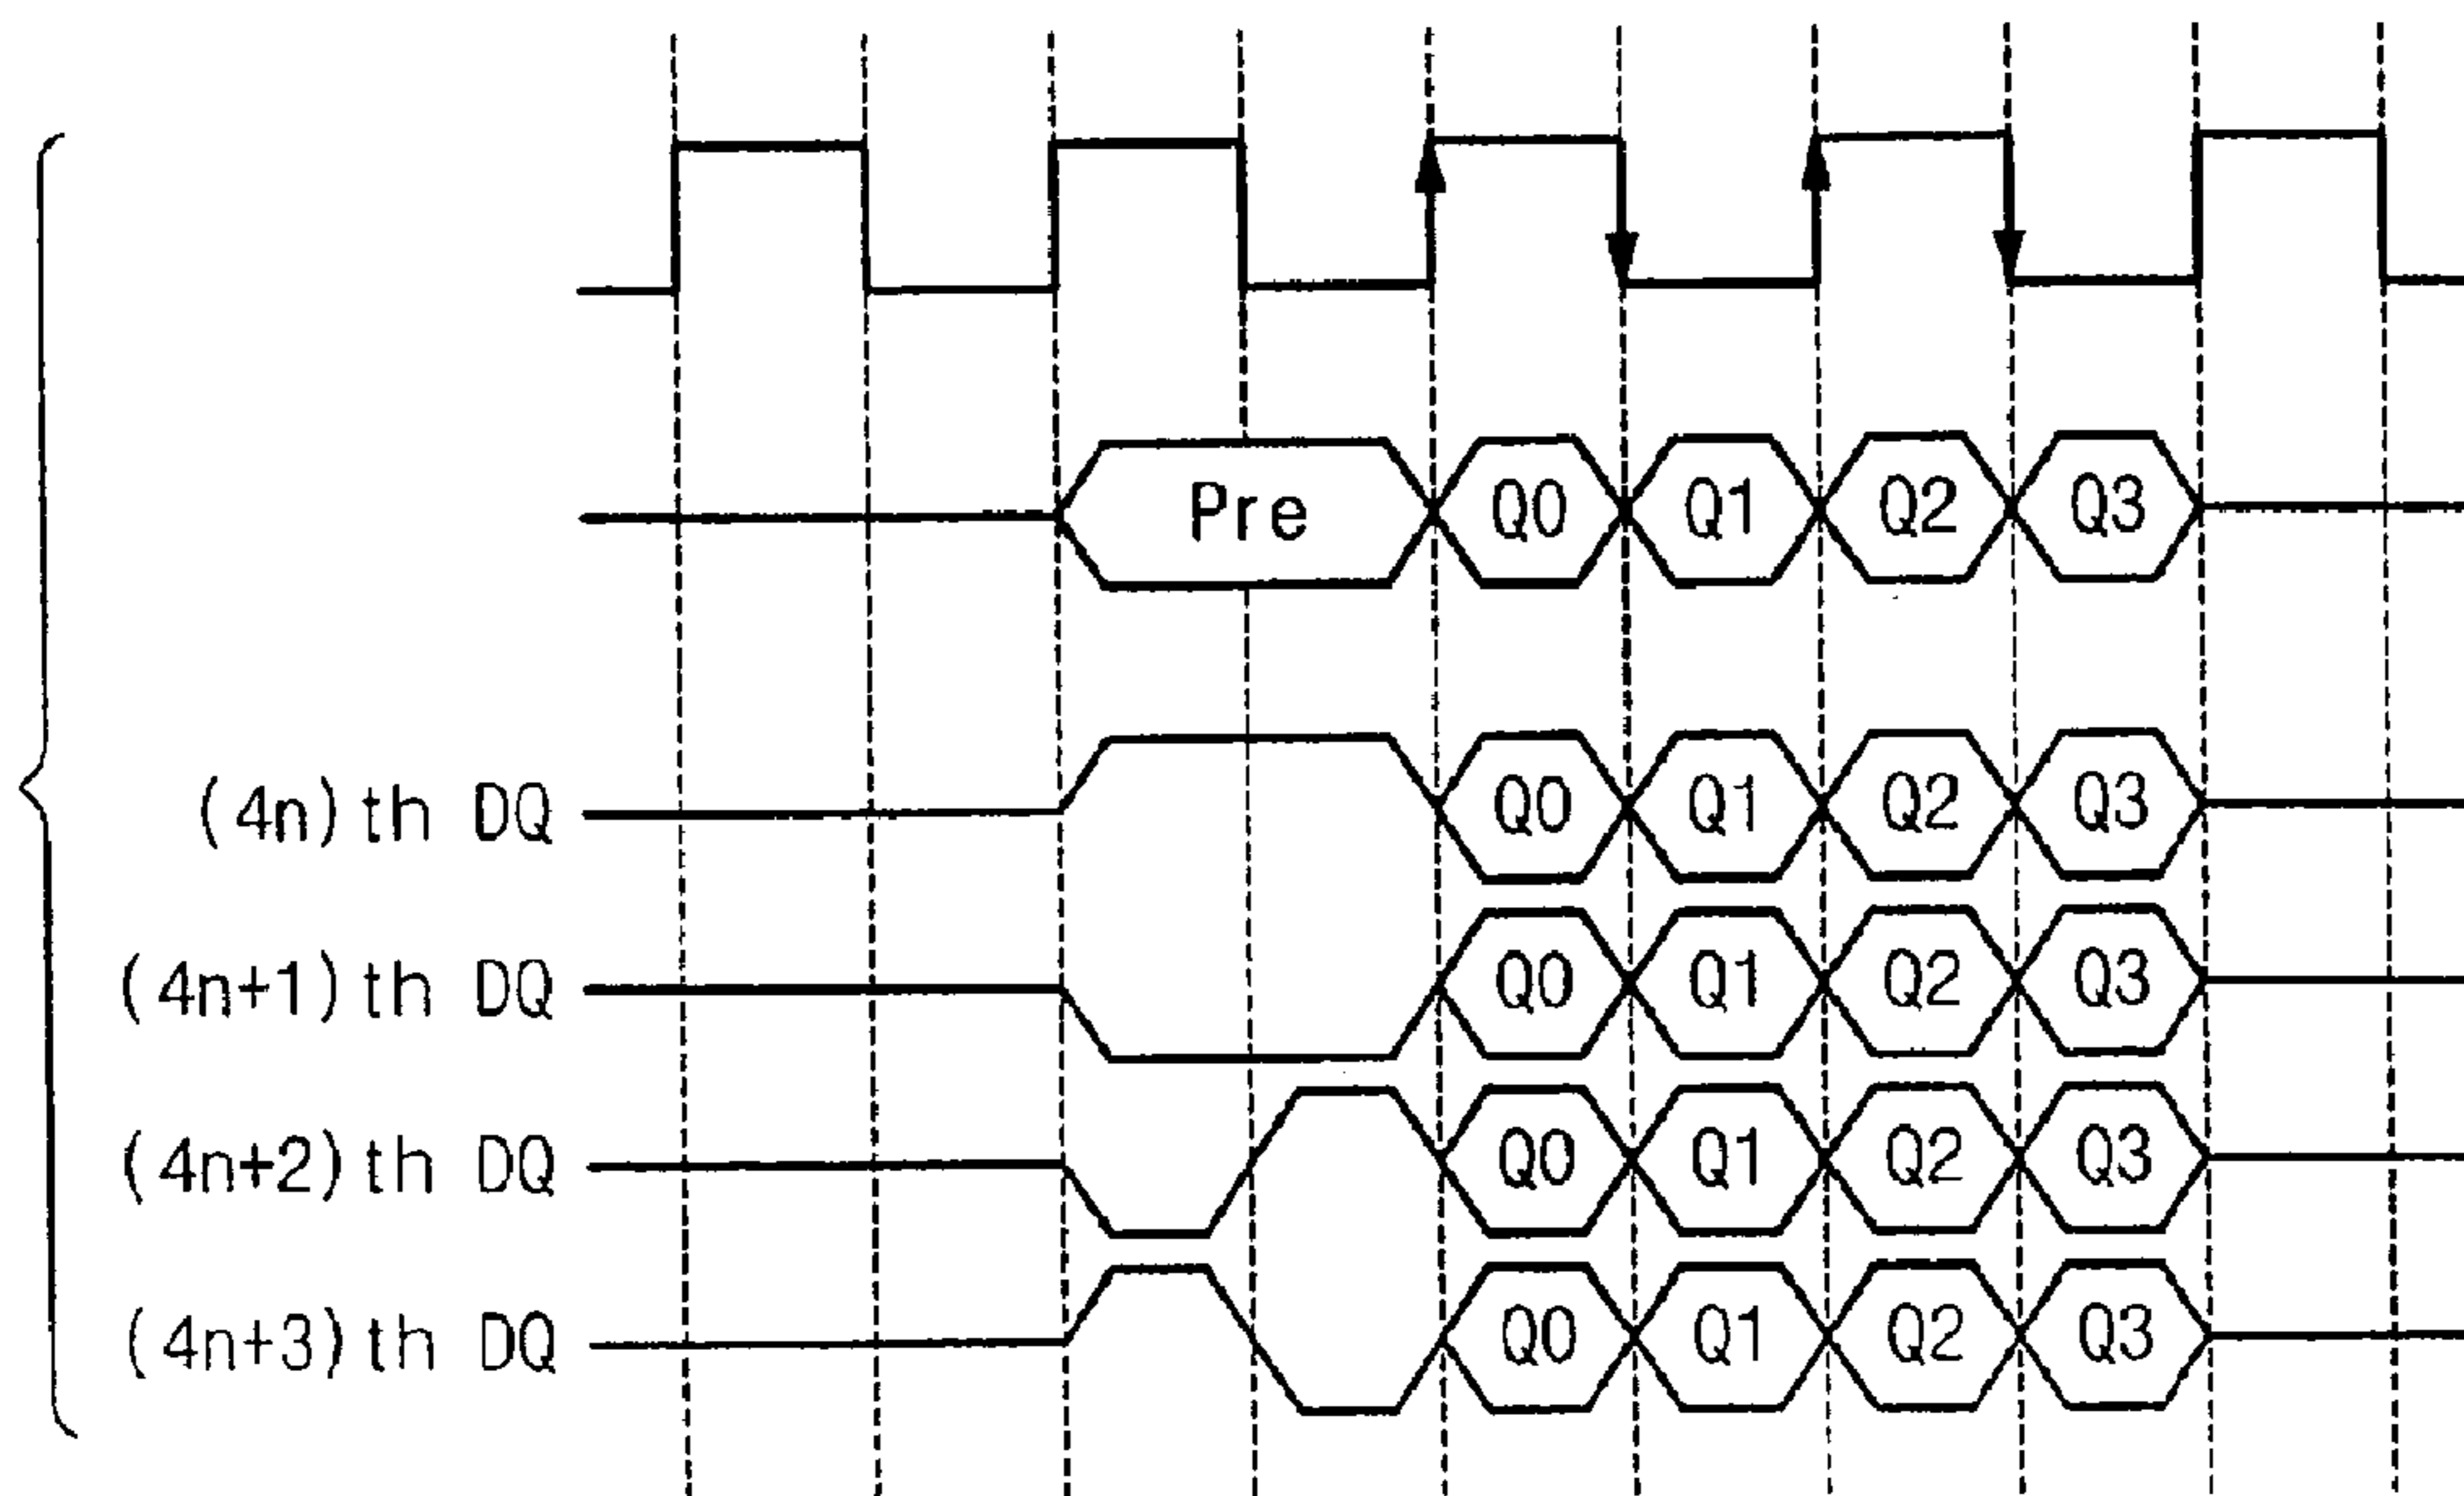 Pre Q0 Q1 Q2 Q3
(4n)th DQ Q0 Q1 Q2 Q3
(4n+1)th DQ Q0 Q1 Q2 Q3
(4n+2)th DQ Q0 Q1 Q2 Q3
(4n+3)th DQ Q0 Q1 Q2 Q3